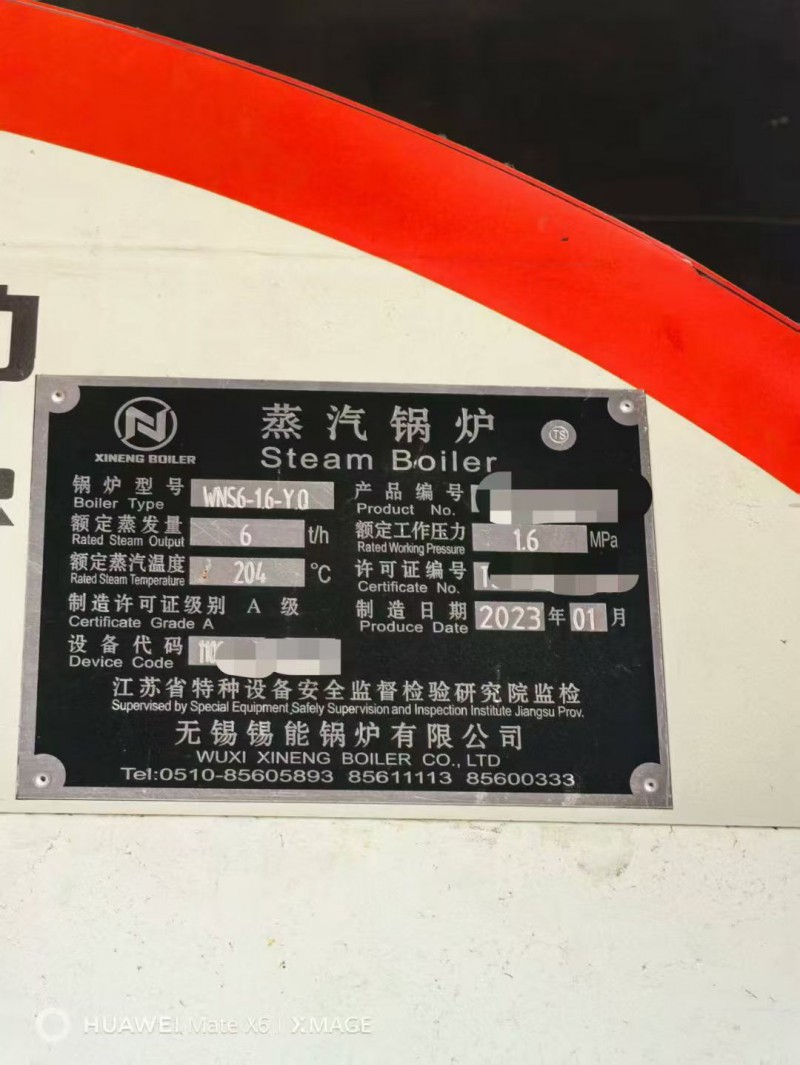 XINENG BOILER
蒸汽锅炉
TS
Steam Boiler
锅炉型号 WNS6-1.6-Y.Q 产品编号
Boiler Type Product No.
额定蒸发量 6 t/h 额定工作压力 1.6 MPa
Rated Steam Output Rated Working Pressure
额定蒸汽温度 204 ℃ 许可证编号
Rated Steam Temperature Certificate No.
制造许可证级别 A 级 制造日期 2023 年 01 月
Certificate Grade A Produce Date
设备代码
Device Code
江苏省特种设备安全监督检验研究院监检
Supervised by Special Equipment Safely Supervision and Inspection Institute Jiangsu Prov.
无锡锡能锅炉有限公司
WUXI XINENG BOILER CO., LTD
Tel:0510-85605893 85611113 85600333
HUAWEI Mate X6 | XMAGE